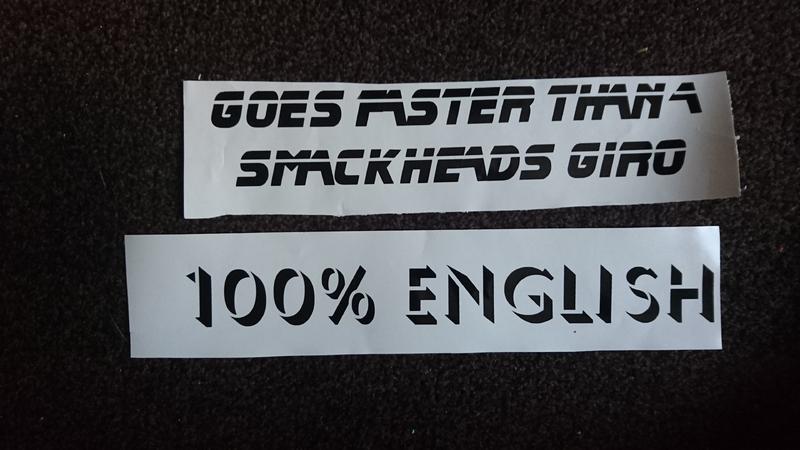 GOES FASTER THAN A
SMACKHEADS GIRO
100% ENGLISH